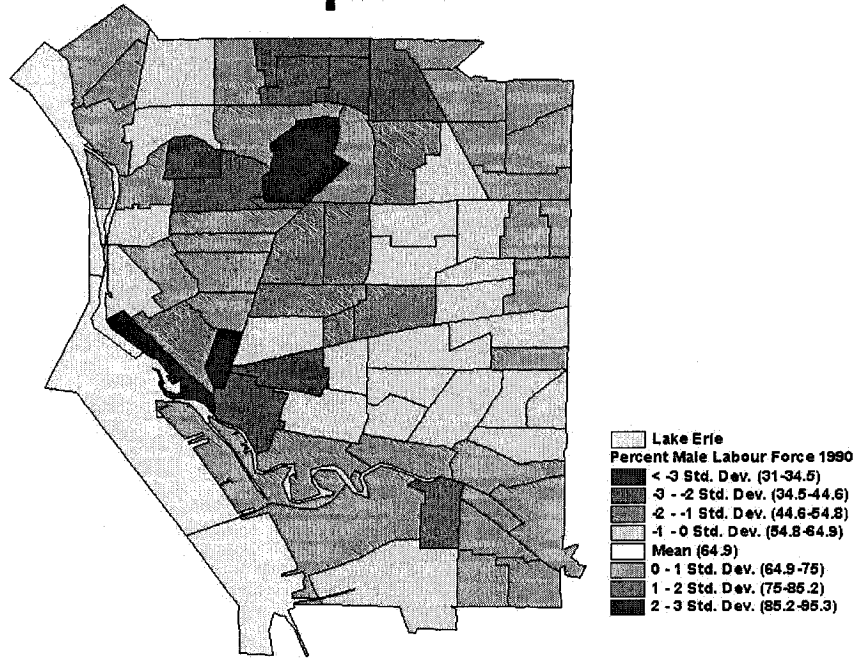 Lake Erie
Percent Male Labour Force 1990
< -3 Std. Dev. (31-34.5)
-3 - -2 Std. Dev. (34.5-44.6)
-2 - -1 Std. Dev. (44.6-54.8)
-1 - 0 Std. Dev. (54.8-64.9)
Mean (64.9)
0 - 1 Std. Dev. (64.9-75)
1 - 2 Std. Dev. (75-85.2)
2 - 3 Std. Dev. (85.2-95.3)